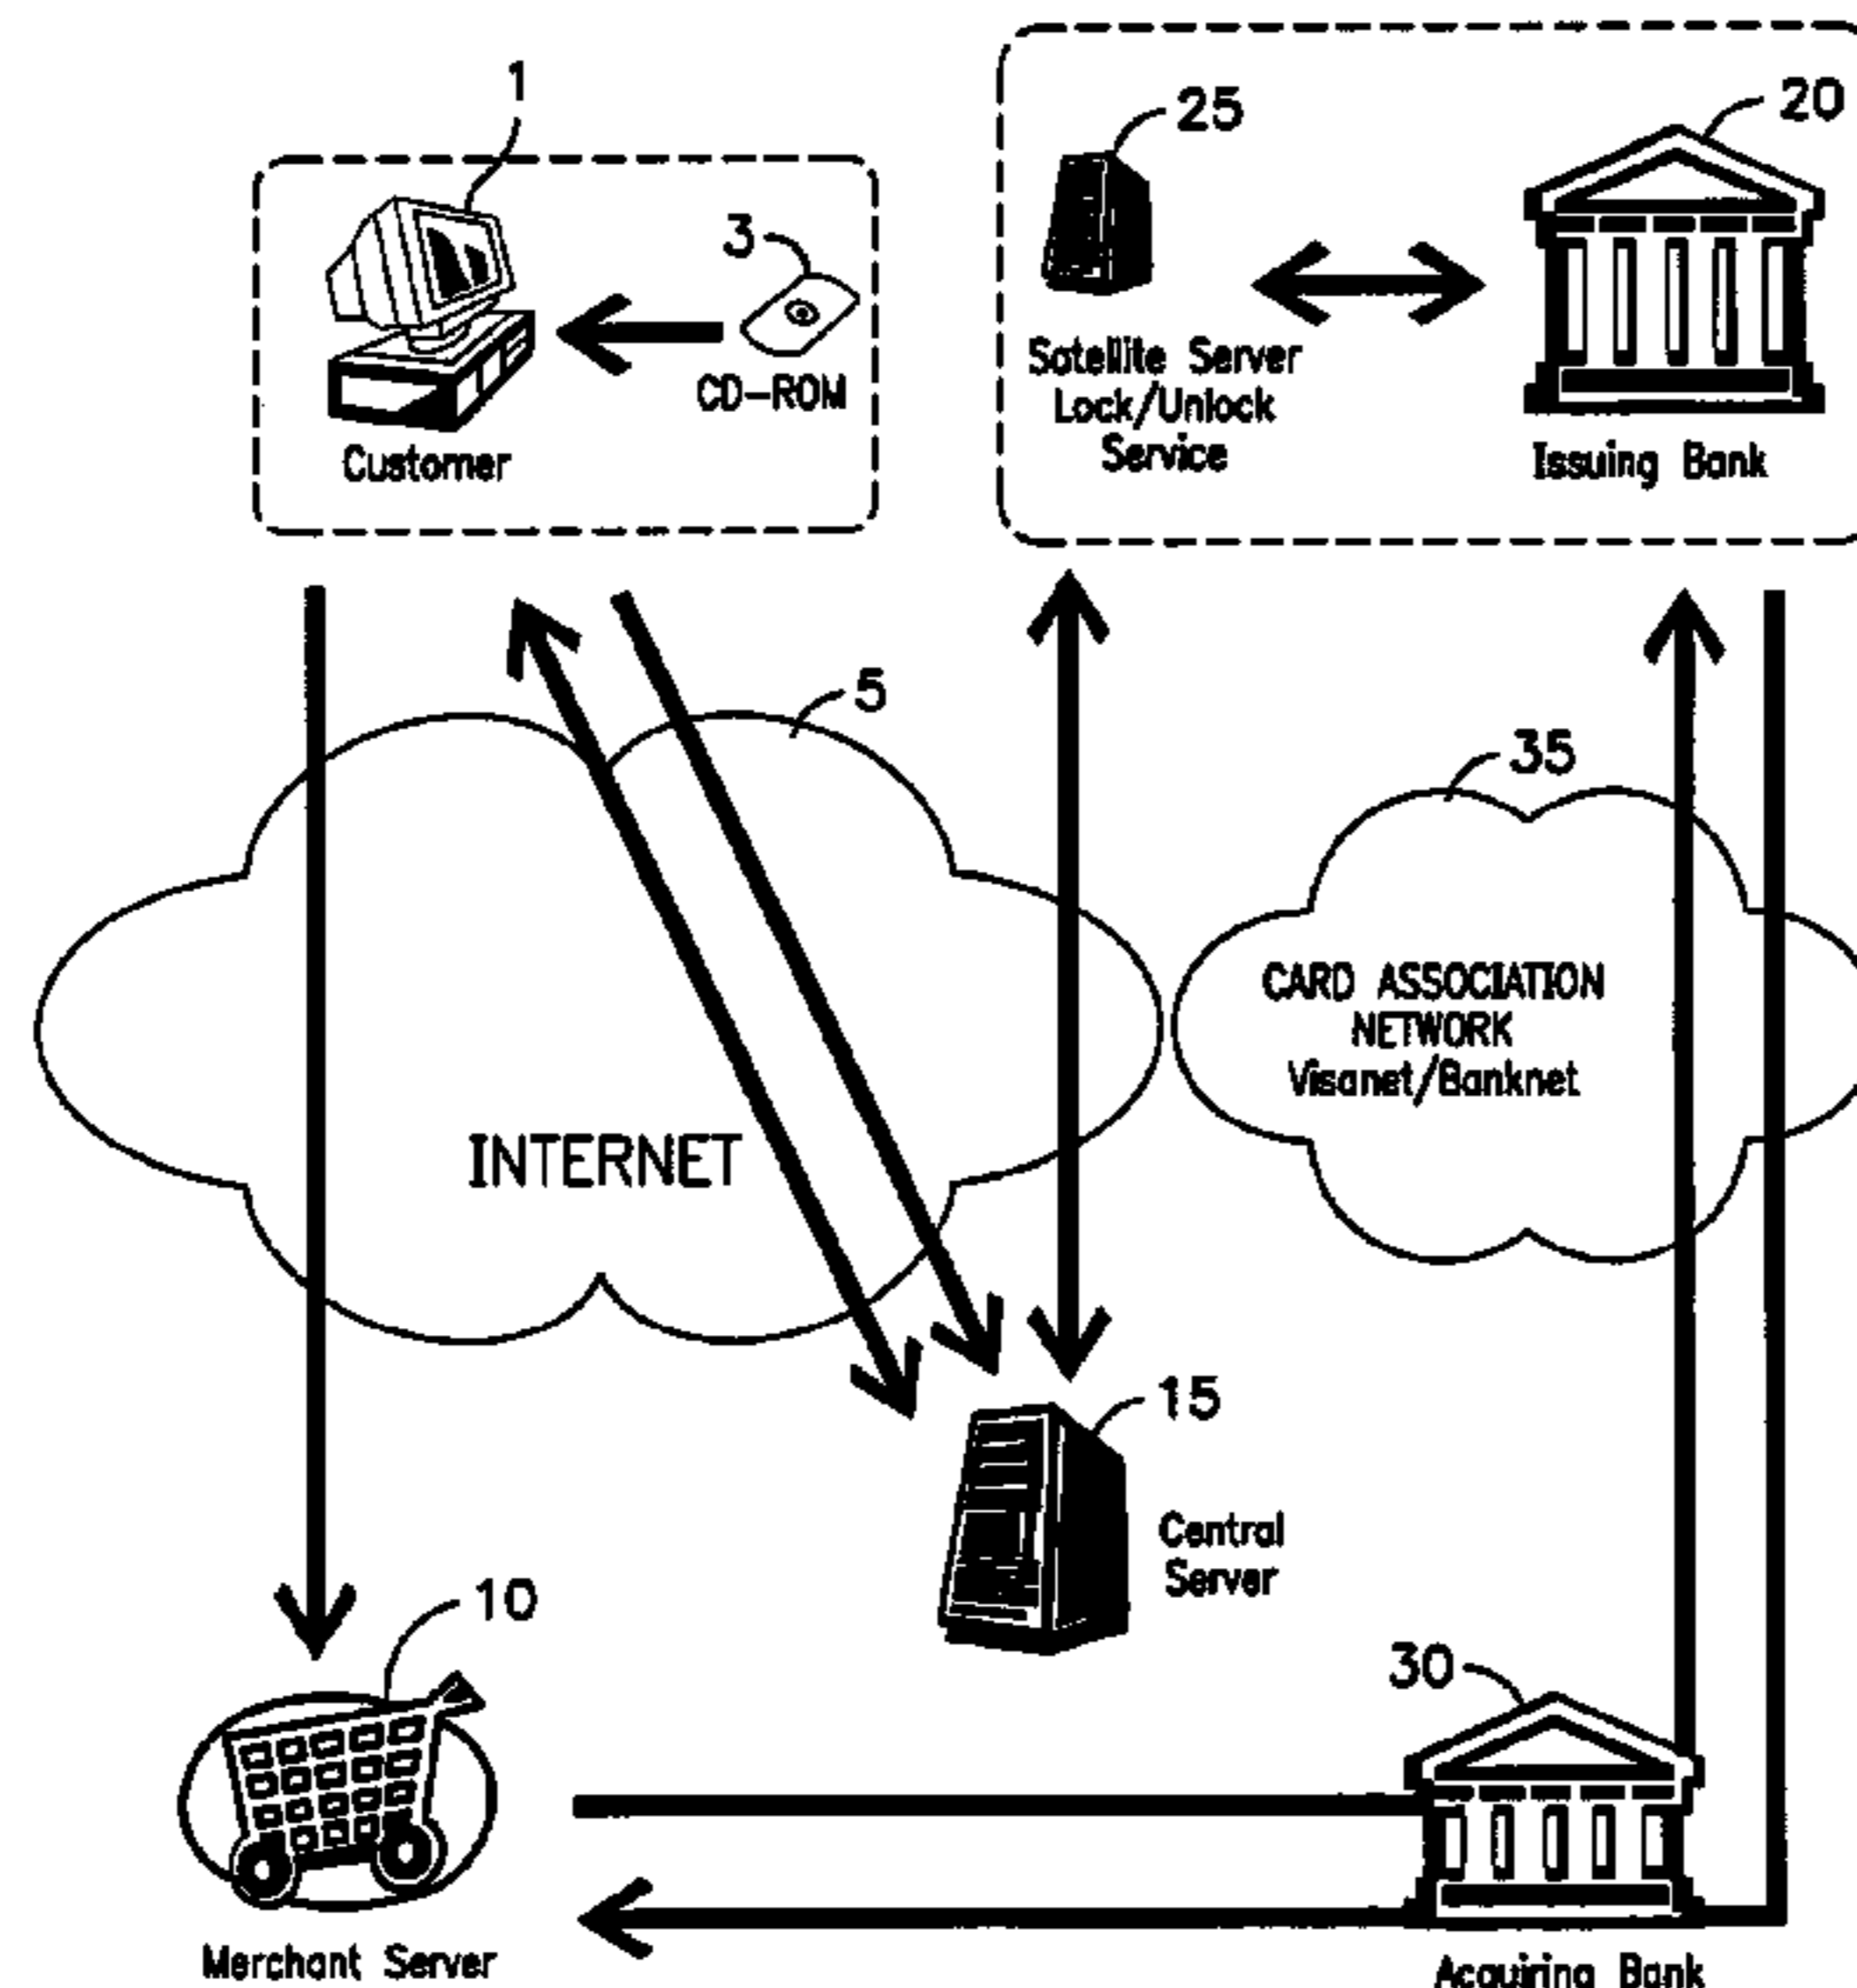 1
25
20
3
CD-ROM
Customer
Satellite Server
Lock/Unlock
Service
Issuing Bank
5
35
CARD ASSOCIATION
NETWORK
Visanet/Banknet
INTERNET
15
Central
Server
10
30
Merchant Server
Acquiring Bank